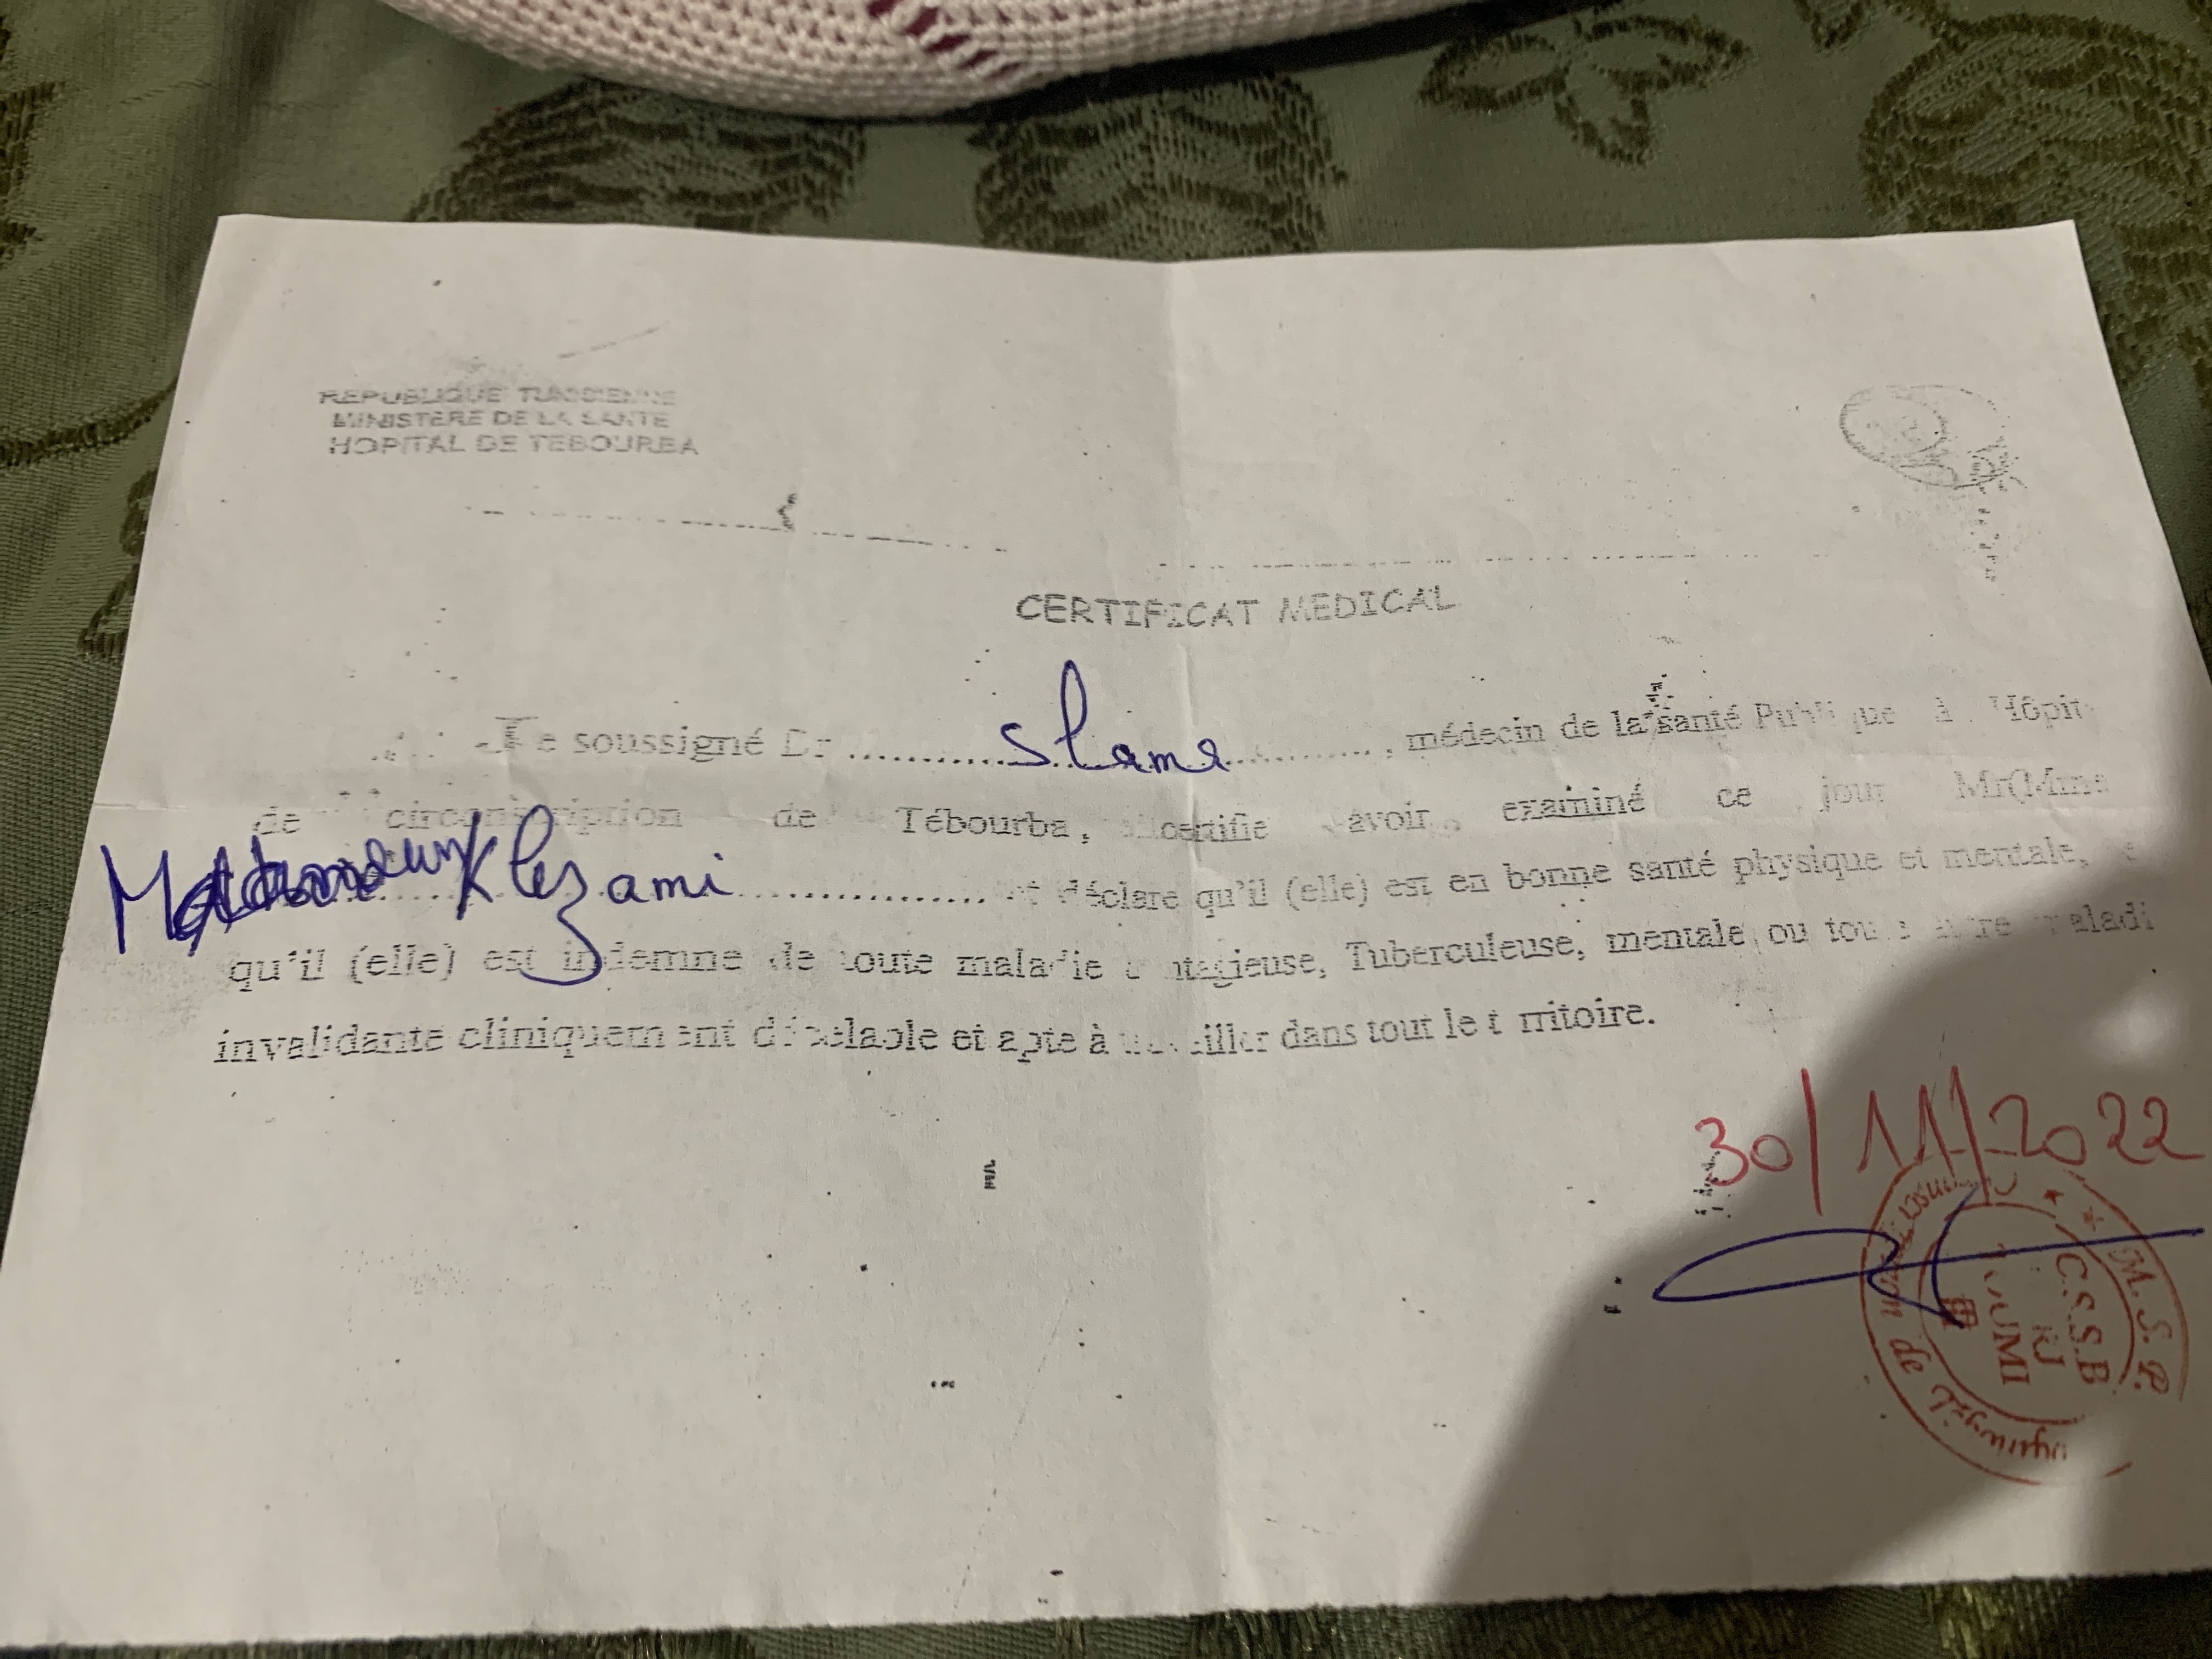 REPUBLIQUE TUNISIENNE
MINISTERE DE LA SANTE
HOPITAL DE TEBOURBA
CERTIFICAT MEDICAL
Je soussigné Dr .......... Slama .........., médecin de la santé Publique à Hôpit
de circonscription de Tébourba, certifie avoir examiné ce jour Mr(Mme
Khezami .................... et déclare qu'il (elle) est en bonne santé physique et mentale,
qu'il (elle) est indemne de toute maladie contagieuse, Tuberculeuse, mentale ou toute autre maladi
invalidante cliniquement décelable et apte à travailler dans tout le territoire.
30/11/2022
M. S. P.
C.S.S.B